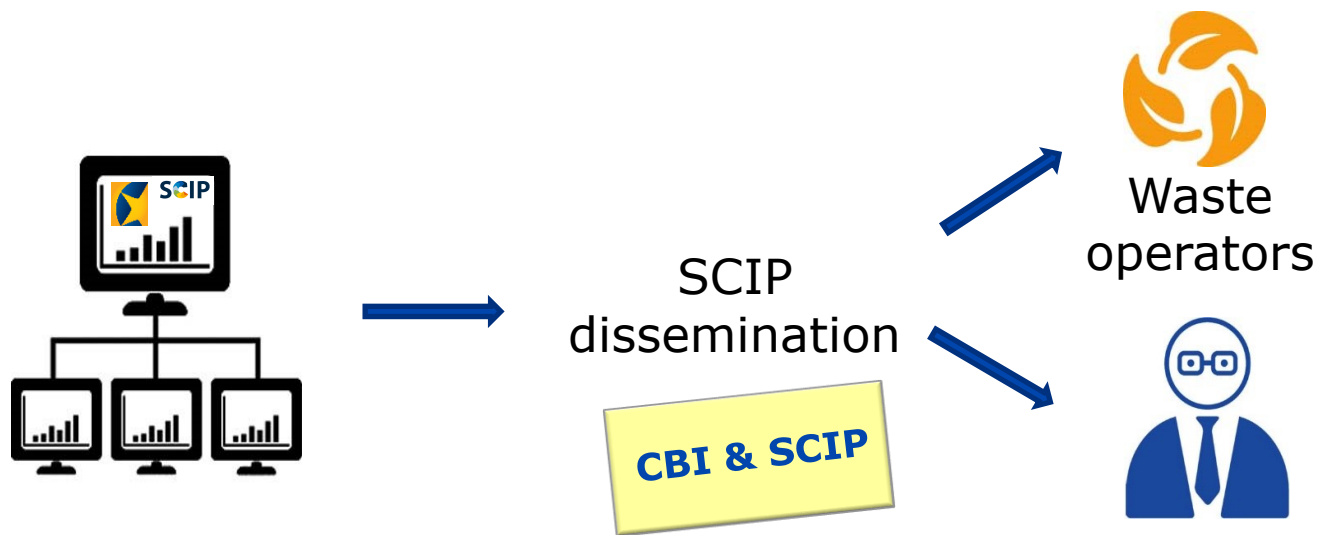 SCIP
SCIP
dissemination
CBI & SCIP
Waste
operators